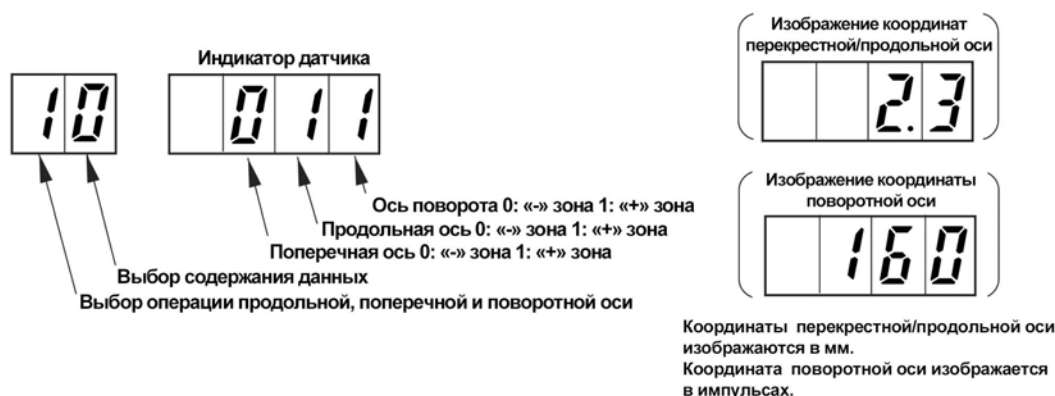 Индикатор датчика
10
011
Ось поворота 0: «-» зона 1: «+» зона
Продольная ось 0: «-» зона 1: «+» зона
Поперечная ось 0: «-» зона 1: «+» зона
Выбор содержания данных
Выбор операции продольной, поперечной и поворотной оси
Изображение координат
перекрестной/продольной оси
2.3
Изображение координаты
поворотной оси
160
Координаты перекрестной/продольной оси
изображаются в мм.
Координата поворотной оси изображается
в импульсах.